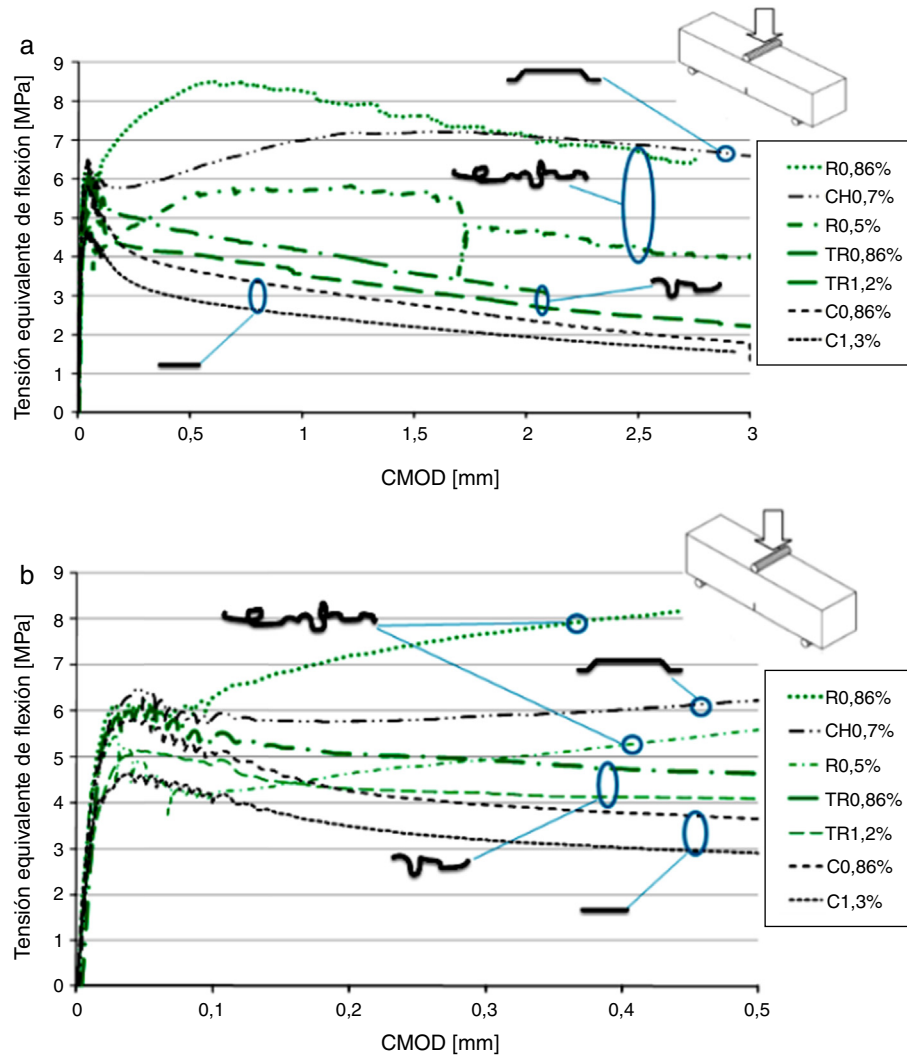 a
Tensión equivalente de flexión [MPa]
9
8
7
6
5
4
3
2
1
0
0 0,5 1 1,5 2 2,5 3
CMOD [mm]
R0,86%
CH0,7%
R0,5%
TR0,86%
TR1,2%
C0,86%
C1,3%
b
Tensión equivalente de flexión [MPa]
9
8
7
6
5
4
3
2
1
0
0 0,1 0,2 0,3 0,4 0,5
CMOD [mm]
R0,86%
CH0,7%
R0,5%
TR0,86%
TR1,2%
C0,86%
C1,3%